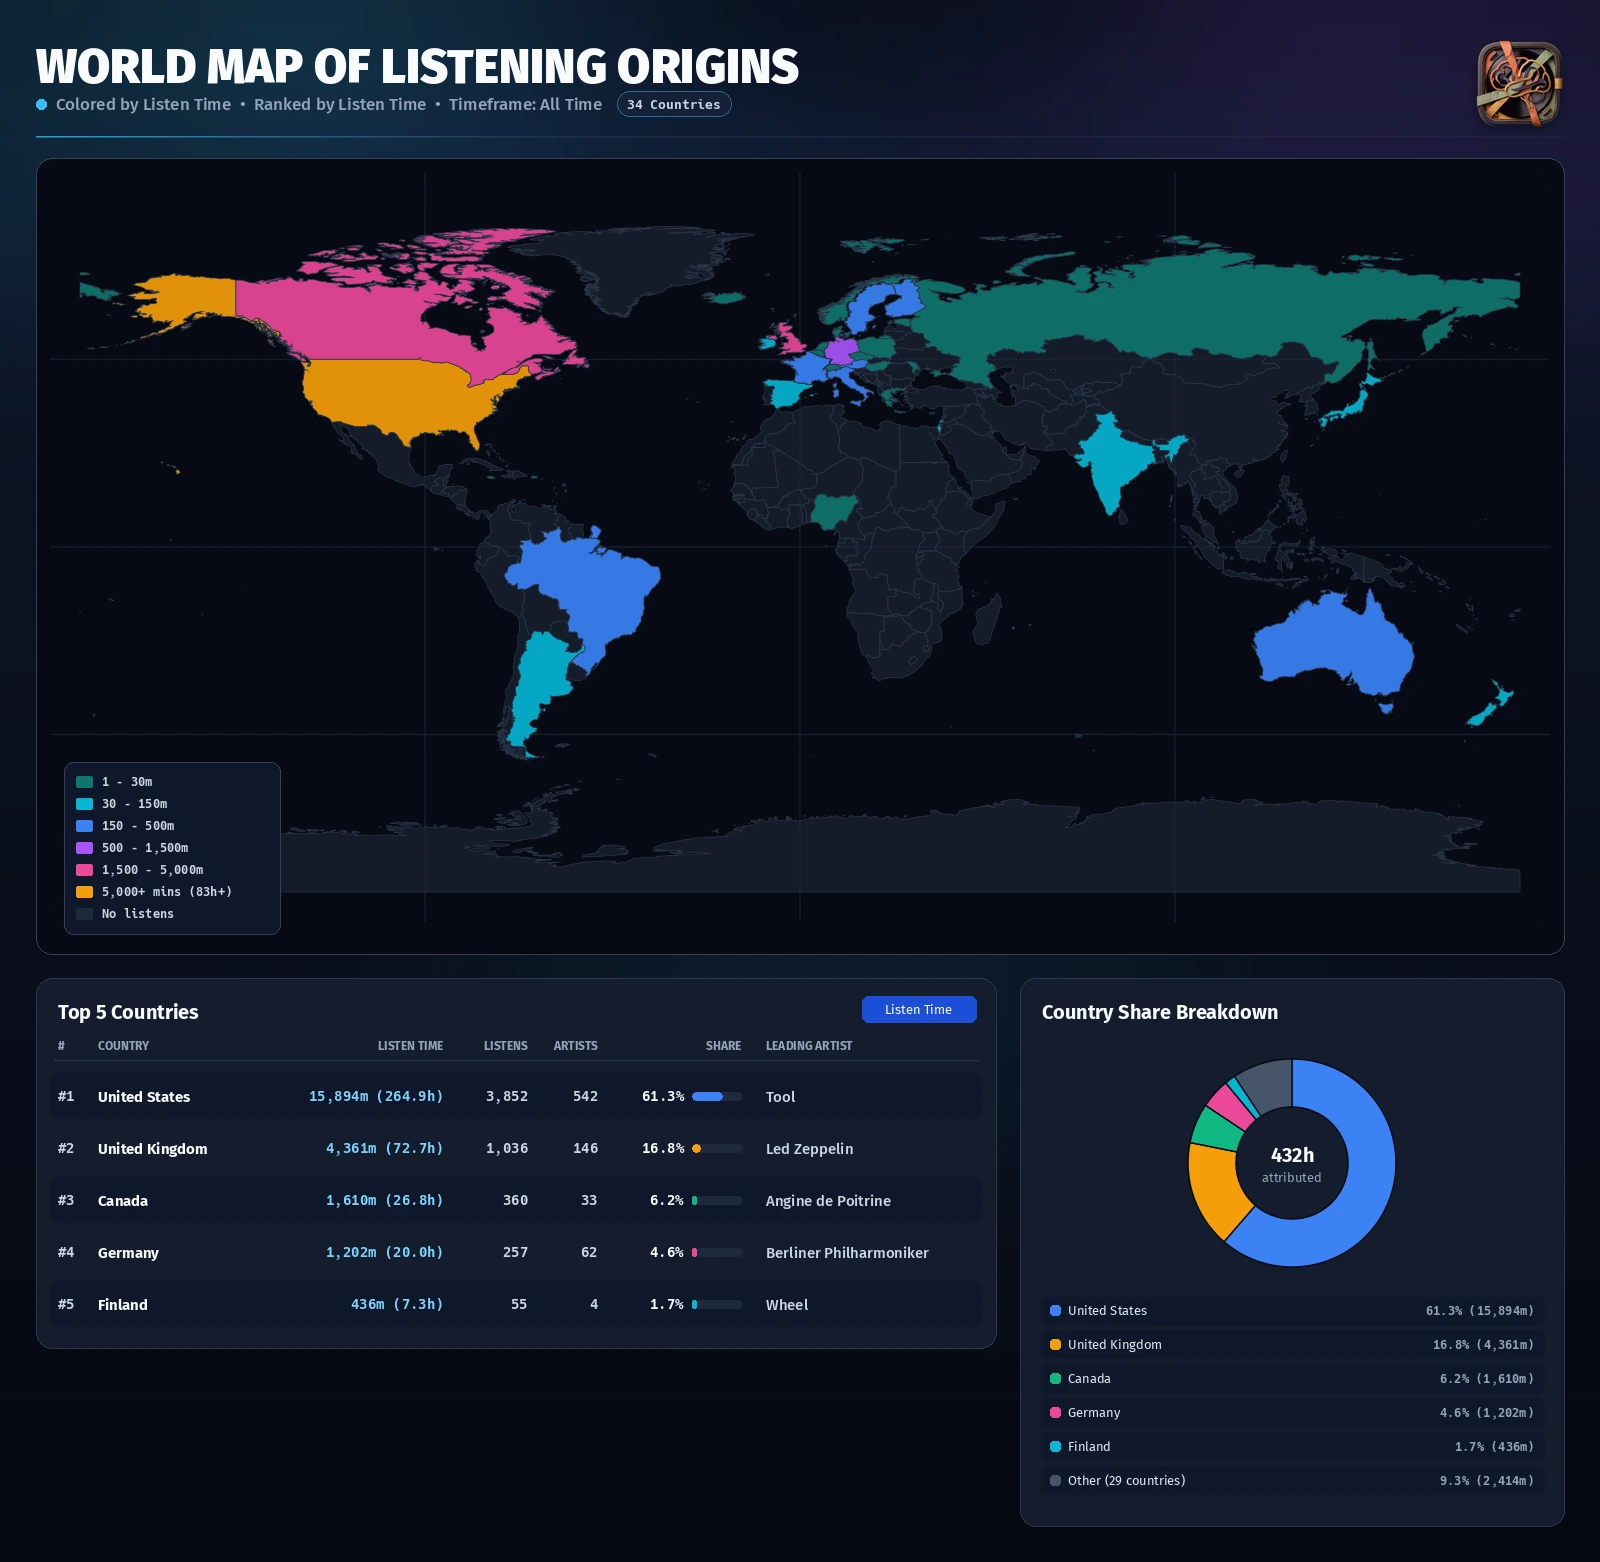 WORLD MAP OF LISTENING ORIGINS
Colored by Listen Time • Ranked by Listen Time • Timeframe: All Time 34 Countries
1 - 30m
30 - 150m
150 - 500m
500 - 1,500m
1,500 - 5,000m
5,000+ mins (83h+)
No listens
Top 5 Countries
Listen Time
# COUNTRY LISTEN TIME LISTENS ARTISTS SHARE LEADING ARTIST
#1 United States 15,894m (264.9h) 3,852 542 61.3% Tool
#2 United Kingdom 4,361m (72.7h) 1,036 146 16.8% Led Zeppelin
#3 Canada 1,610m (26.8h) 360 33 6.2% Angine de Poitrine
#4 Germany 1,202m (20.0h) 257 62 4.6% Berliner Philharmoniker
#5 Finland 436m (7.3h) 55 4 1.7% Wheel
Country Share Breakdown
432h
attributed
United States 61.3% (15,894m)
United Kingdom 16.8% (4,361m)
Canada 6.2% (1,610m)
Germany 4.6% (1,202m)
Finland 1.7% (436m)
Other (29 countries) 9.3% (2,414m)